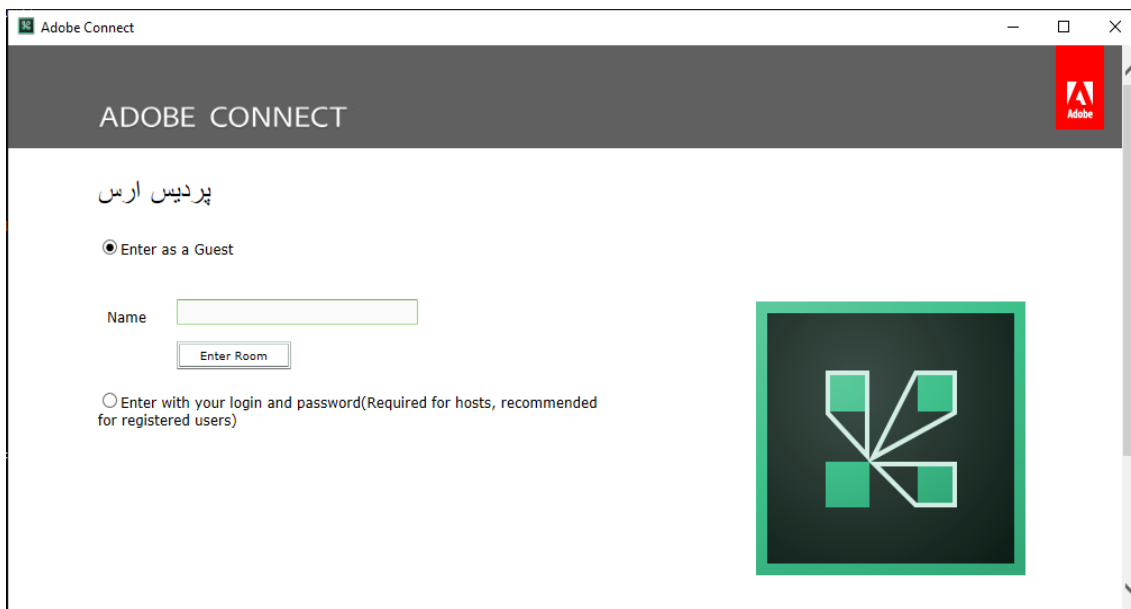 Adobe Connect
ADOBE CONNECT
Adobe
پردیس ارس
Enter as a Guest
Name
Enter Room
Enter with your login and password(Required for hosts, recommended
for registered users)